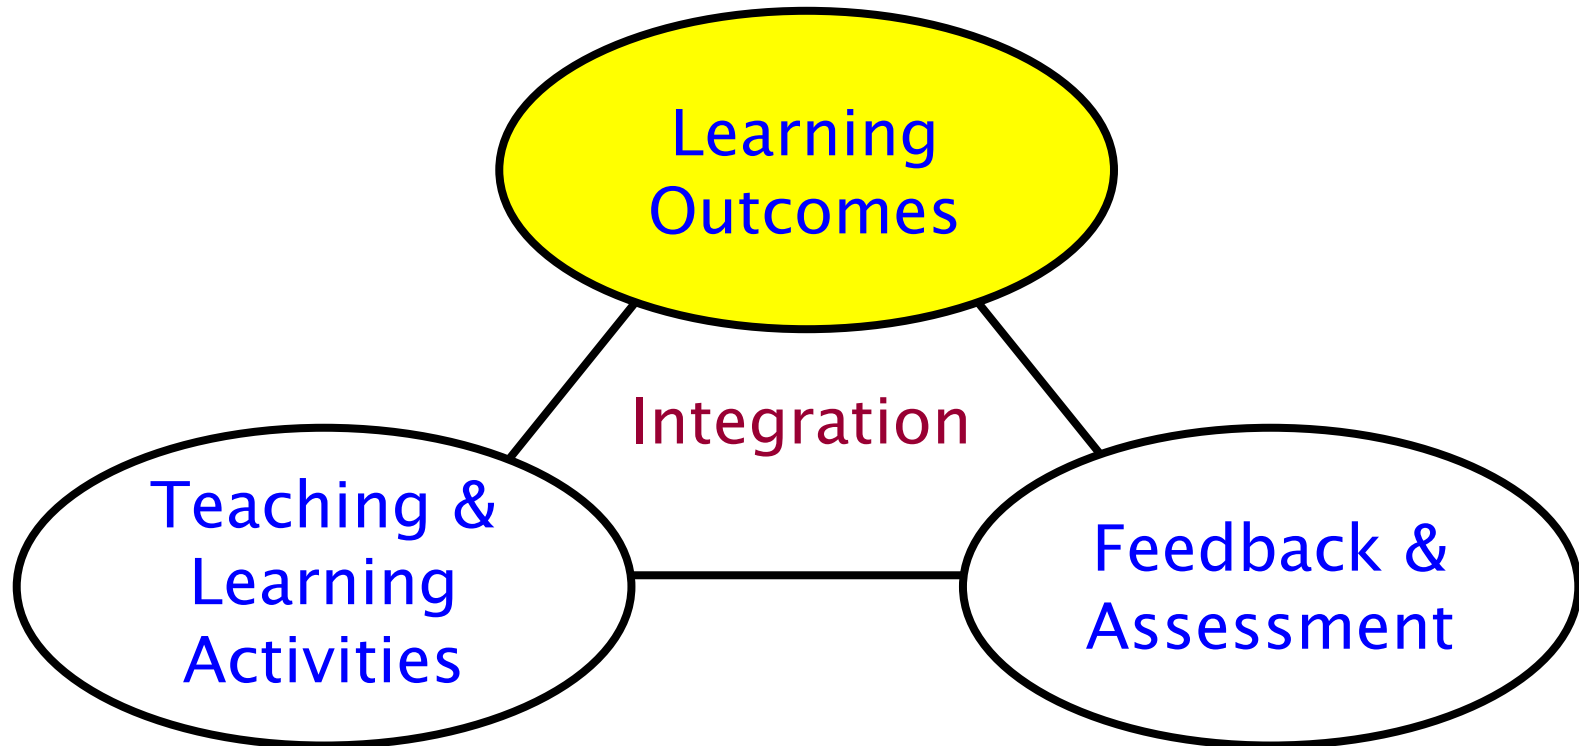 Learning
Outcomes
Integration
Teaching &
Learning
Activities
Feedback &
Assessment